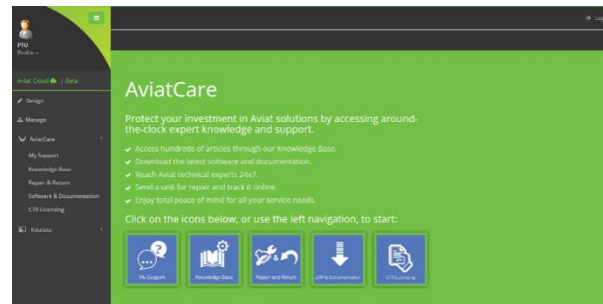 Log
PTU
Profile
Aviat Cloud | Beta
Design
Manage
AviatCare
My Support
Knowledge Base
Repair & Return
Software & Documentation
CTR Licensing
Educate
AviatCare
Protect your investment in Aviat solutions by accessing around-
the-clock expert knowledge and support.
Access hundreds of articles through our Knowledge Base.
Download the latest software and documentation.
Reach Aviat technical experts 24x7.
Send a unit for repair and track it online.
Enjoy total peace of mind for all your service needs.
Click on the icons below, or use the left navigation, to start:
My Support
Knowledge Base
Repair and Return
& Documentation
CTR Licensing